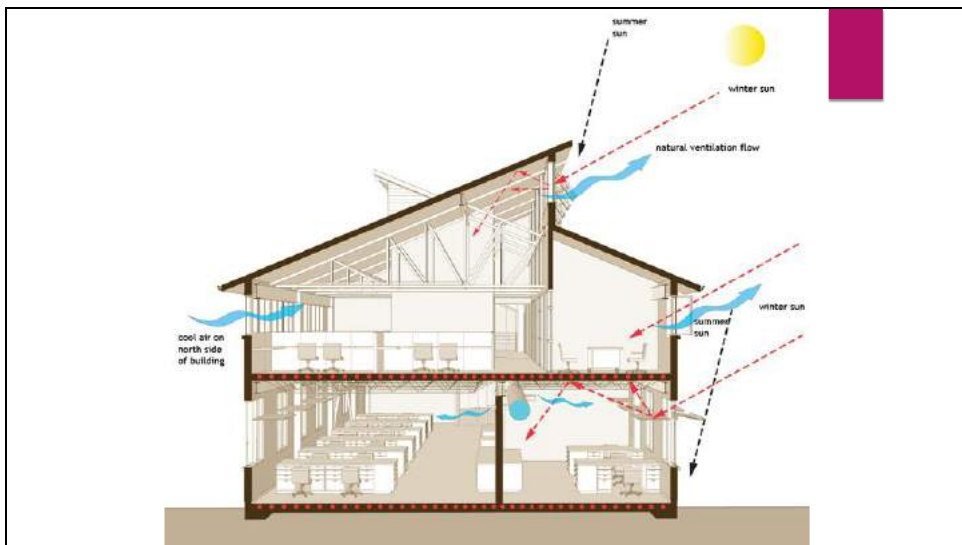 summer
sun
winter sun
natural ventilation flow
winter sun
summer
sun
cool air on
north side
of building